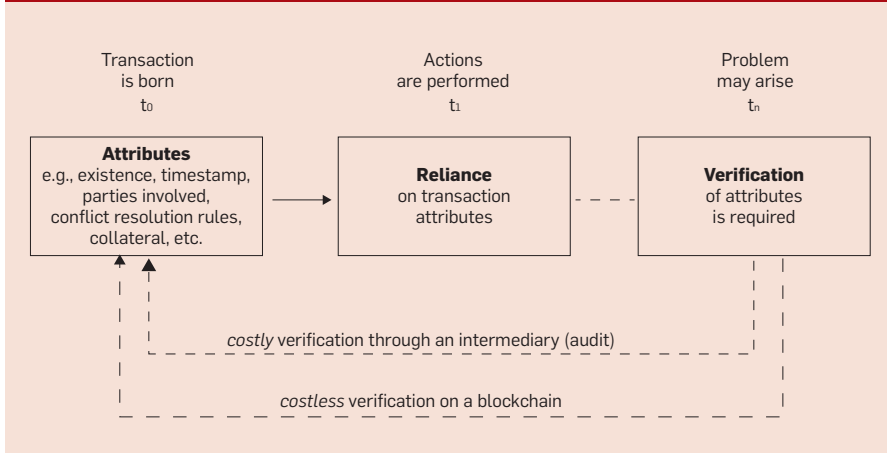 Transaction
is born
t0
Actions
are performed
t1
Problem
may arise
tn
Attributes
e.g., existence, timestamp,
parties involved,
conflict resolution rules,
collateral, etc.
Reliance
on transaction
attributes
Verification
of attributes
is required
costly verification through an intermediary (audit)
costless verification on a blockchain